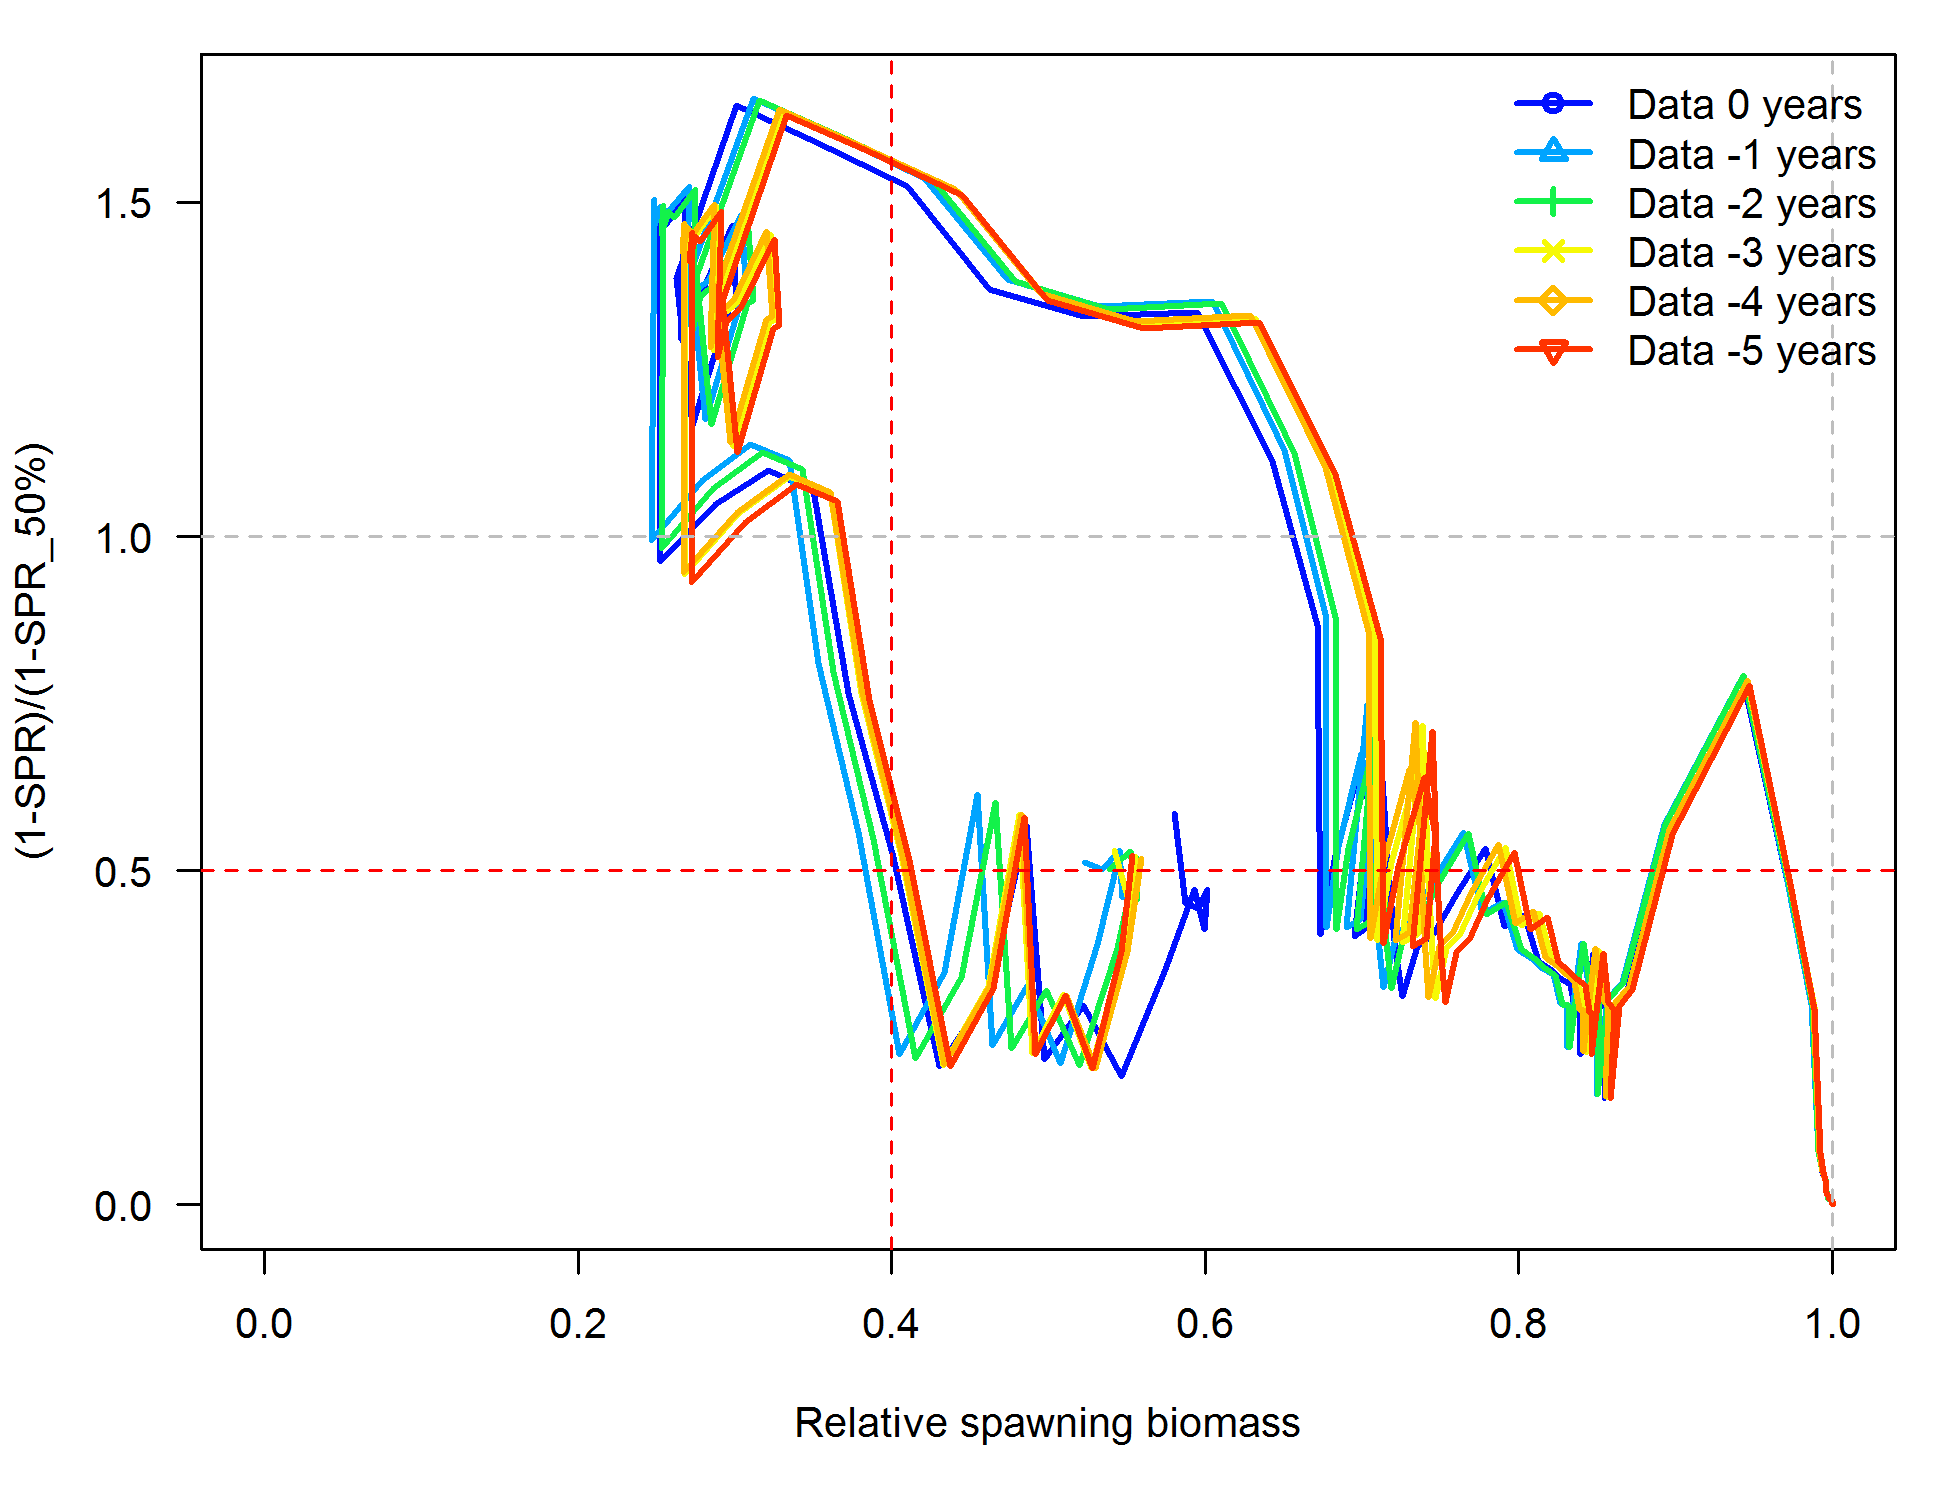 Data 0 years
Data -1 years
Data -2 years
Data -3 years
Data -4 years
Data -5 years
(1-SPR)/(1-SPR_50%)
1.5
1.0
0.5
0.0
0.0 0.2 0.4 0.6 0.8 1.0
Relative spawning biomass